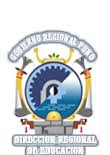 GOBIERNO REGIONAL PUNO
DIRECCION REGIONAL
DE EDUCACION